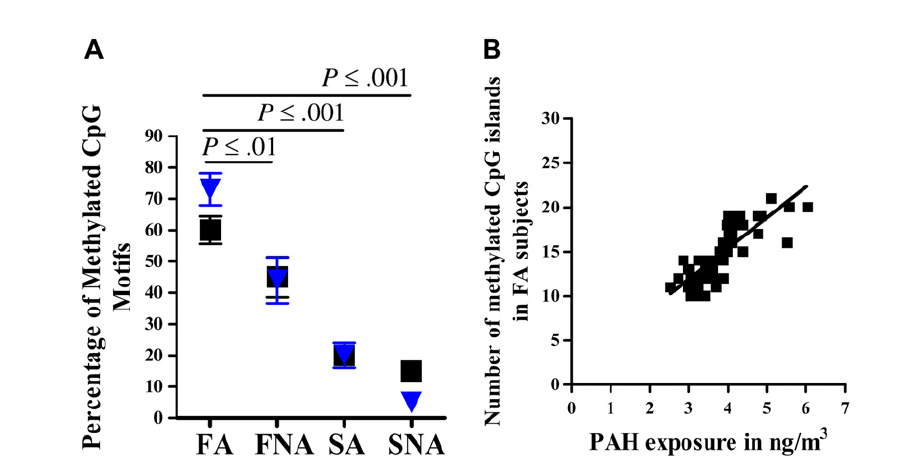 A
P ≤ .001
P ≤ .001
P ≤ .01
Percentage of Methylated CpG
Motifs
90
80
70
60
50
40
30
20
10
0
FA FNA SA SNA
B
Number of methylated CpG islands
in FA subjects
30
25
20
15
10
5
0
0 1 2 3 4 5 6 7
PAH exposure in ng/m³